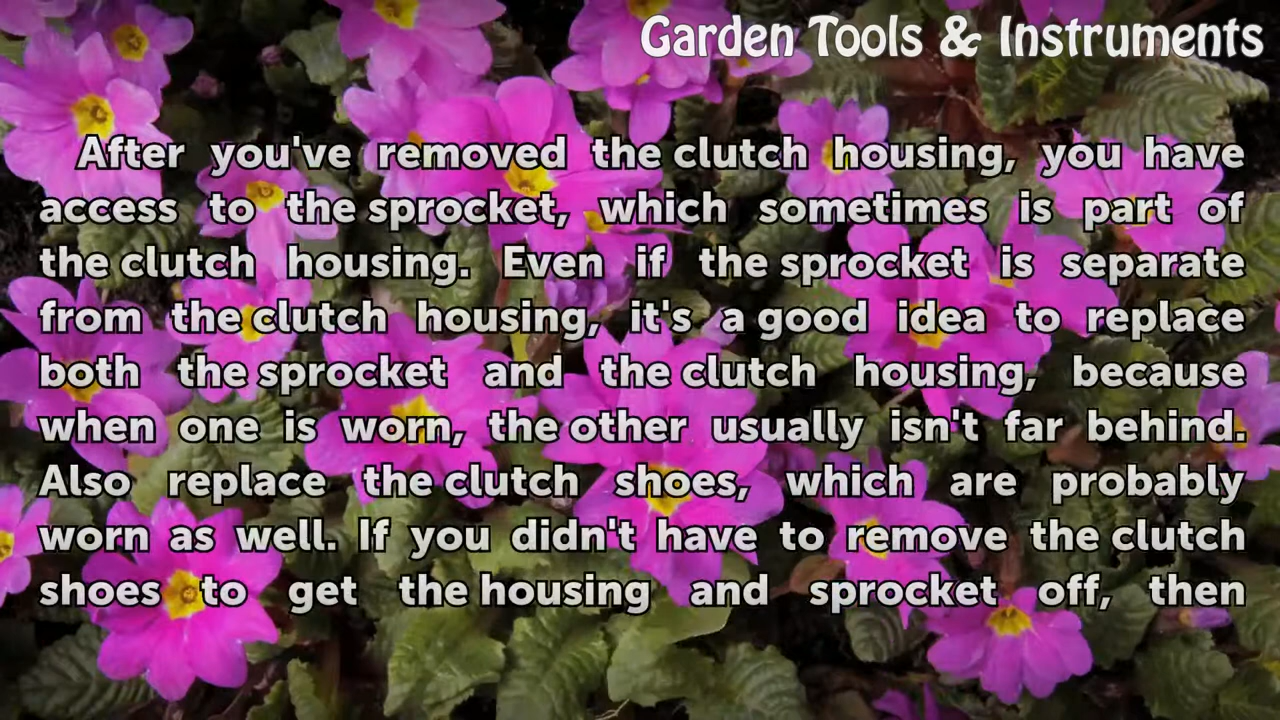 Garden Tools & Instruments
After you've removed the clutch housing, you have
access to the sprocket, which sometimes is part of
the clutch housing. Even if the sprocket is separate
from the clutch housing, it's a good idea to replace
both the sprocket and the clutch housing, because
when one is worn, the other usually isn't far behind.
Also replace the clutch shoes, which are probably
worn as well. If you didn't have to remove the clutch
shoes to get the housing and sprocket off, then